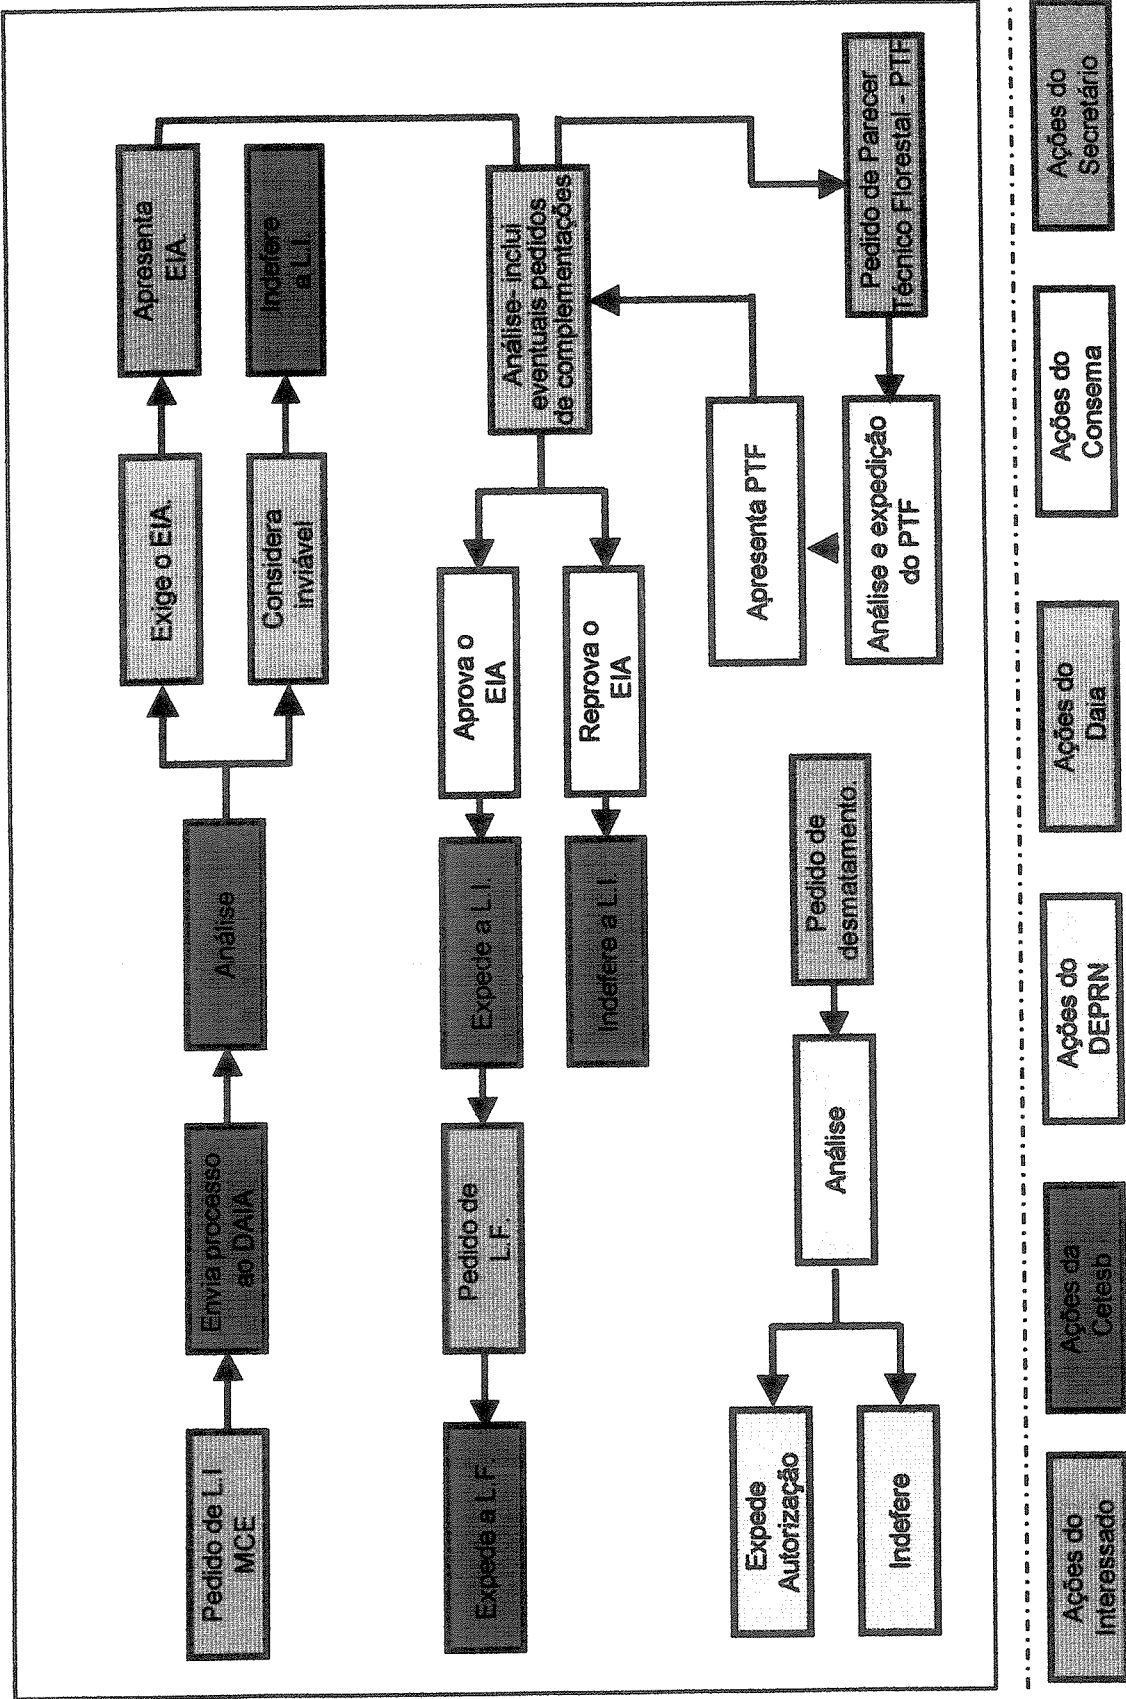 Pedido de L.I
MCE
Envia processo
ao DAIA
Análise
Exige o EIA.
Apresenta
EIA.
Considera
inviável
Indefere
a L.I.
Expede a L.F.
Pedido de
L.F.
Expede a L.I.
Aprova o
EIA
Análise- inclui
eventuais pedidos
de complementações
Indefere a L.I.
Reprova o
EIA
Expede
Autorização
Indefere
Análise
Pedido de
desmatamento.
Apresenta PTF
Análise e expedição
do PTF
Pedido de Parecer
Técnico Florestal - PTF
Ações do
Interessado
Ações da
Cetesb
Ações do
DEPRN
Ações do
Daia
Ações do
Consema
Ações do
Secretário